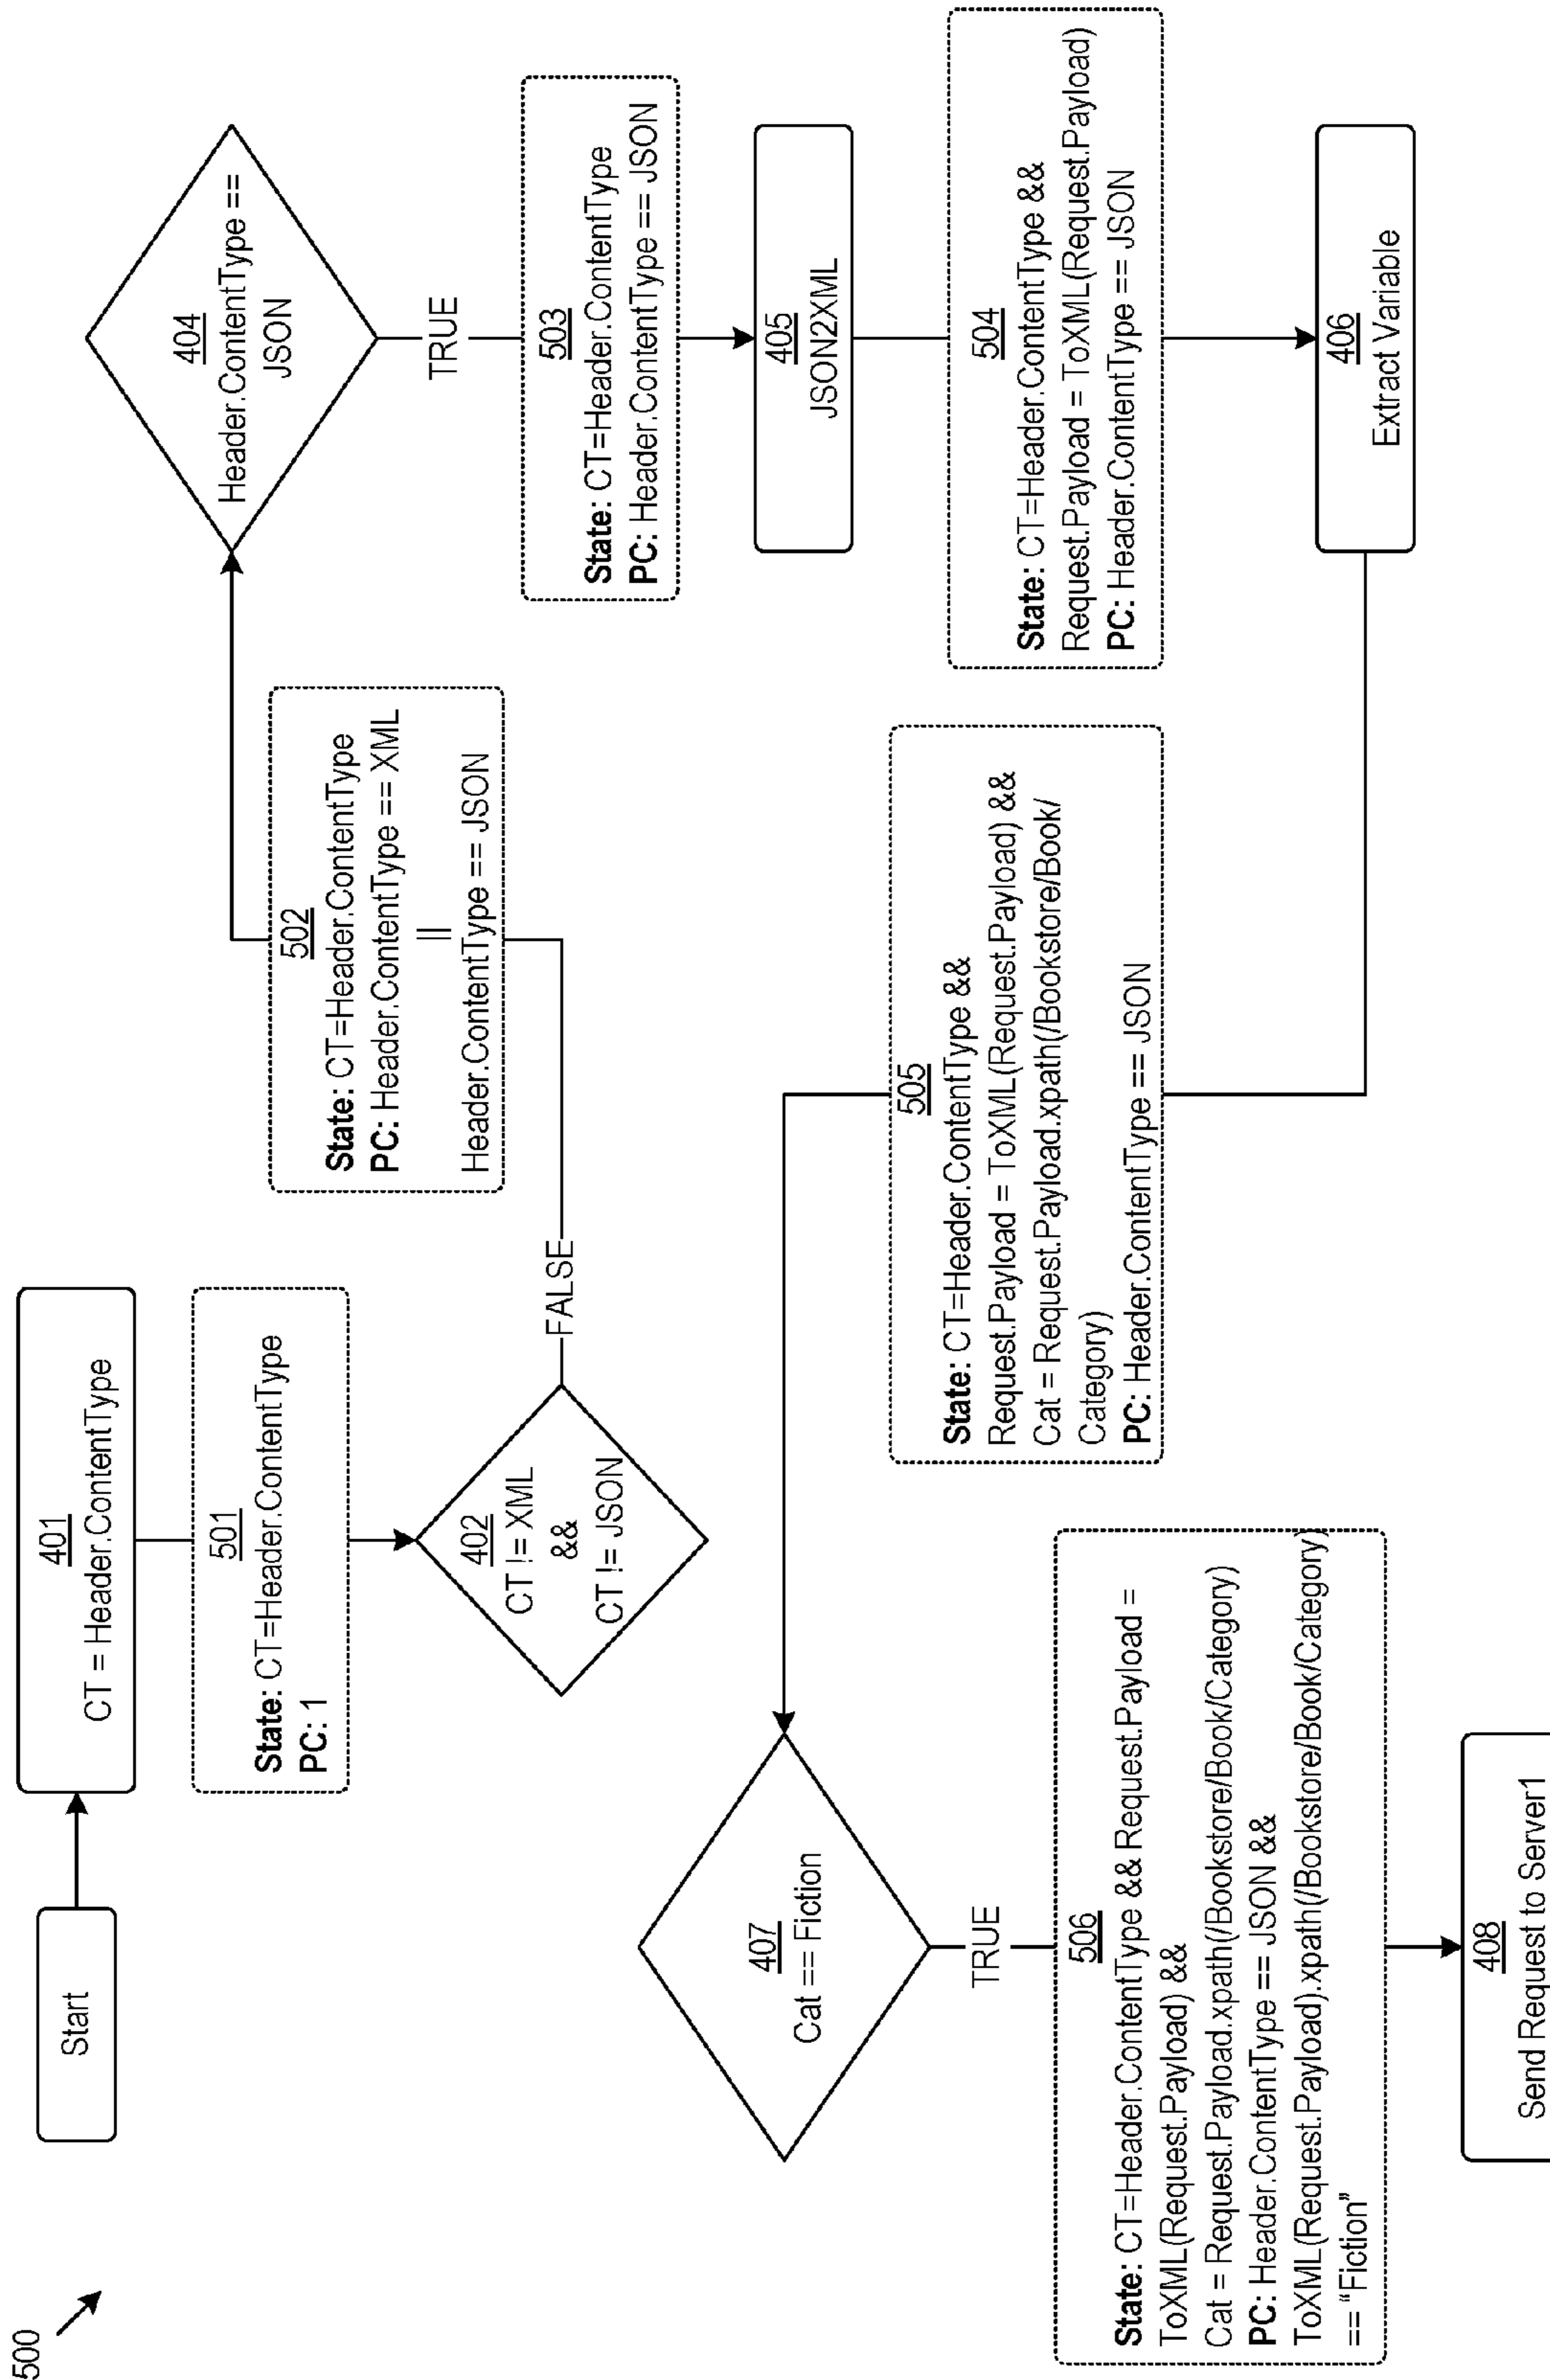 500
Start
401
CT = Header.ContentType
501
State: CT=Header.ContentType
PC: 1
402
CT != XML
&&
CT != JSON
FALSE
502
State: CT=Header.ContentType
PC: Header.ContentType == XML
||
Header.ContentType == JSON
404
Header.ContentType ==
JSON
TRUE
503
State: CT=Header.ContentType
PC: Header.ContentType == JSON
405
JSON2XML
504
State: CT=Header.ContentType &&
Request.Payload = ToXML(Request.Payload)
PC: Header.ContentType == JSON
406
Extract Variable
505
State: CT=Header.ContentType &&
Request.Payload = ToXML(Request.Payload) &&
Cat = Request.Payload.xpath(/Bookstore/Book/
Category)
PC: Header.ContentType == JSON
407
Cat == Fiction
TRUE
506
State: CT=Header.ContentType && Request.Payload =
ToXML(Request.Payload) &&
Cat = Request.Payload.xpath(/Bookstore/Book/Category)
PC: Header.ContentType == JSON &&
ToXML(Request.Payload).xpath(/Bookstore/Book/Category)
== “Fiction”
408
Send Request to Server1